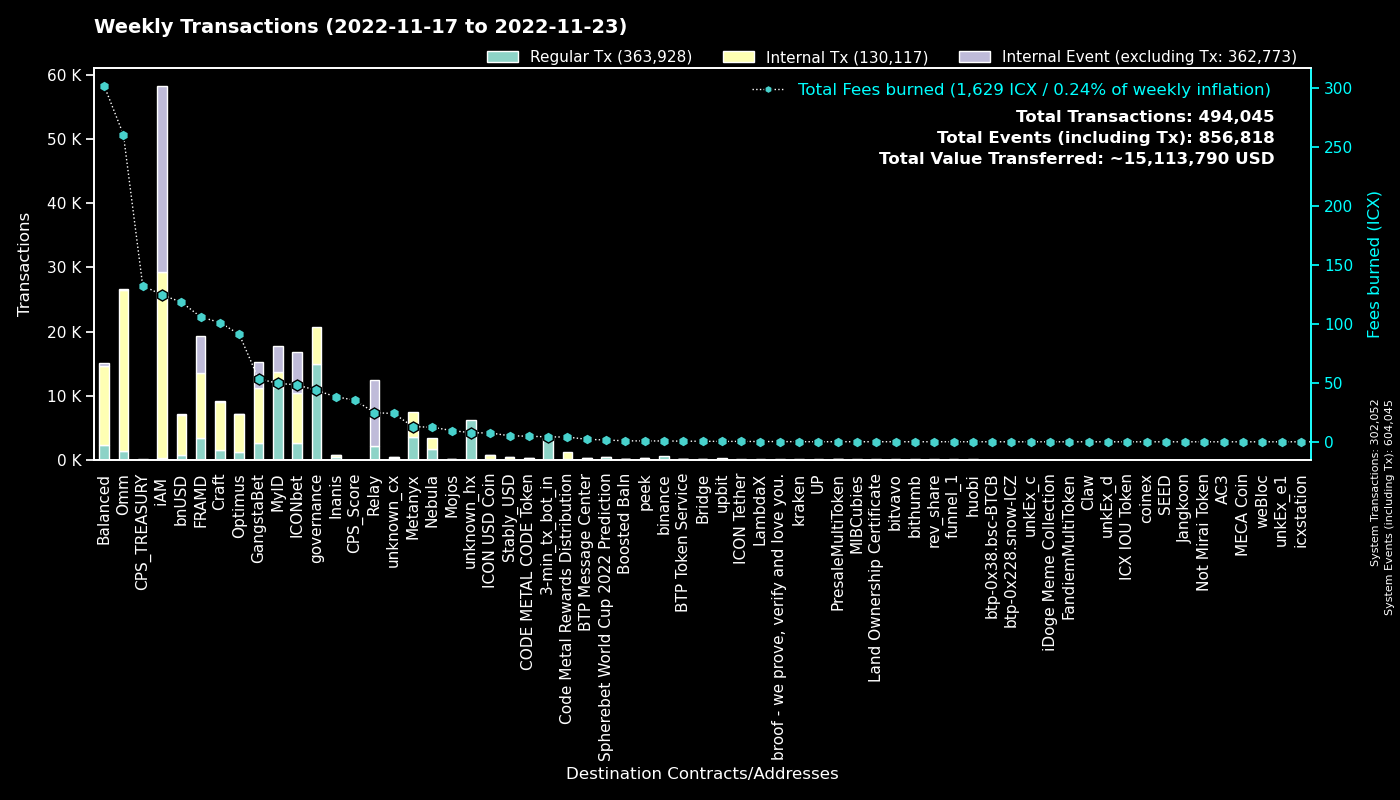 Weekly Transactions (2022-11-17 to 2022-11-23)
Regular Tx (363,928)
Internal Tx (130,117)
Internal Event (excluding Tx: 362,773)
Total Fees burned (1,629 ICX / 0.24% of weekly inflation)
Total Transactions: 494,045
Total Events (including Tx): 856,818
Total Value Transferred: ~15,113,790 USD
Transactions
60 K
50 K
40 K
30 K
20 K
10 K
0 K
300
250
200
150
100
50
0
Fees burned (ICX)
Balanced
Omm
CPS_TREASURY
iAM
bnUSD
FRAMD
Craft
Optimus
GangstaBet
MyID
ICONbet
governance
Inanis
CPS_Score
Relay
unknown_cx
Metanyx
Nebula
Mojos
unknown_hx
ICON USD Coin
Stably_USD
CODE METAL CODE Token
3-min_tx_bot_in
Code Metal Rewards Distribution
BTP Message Center
Spherebet World Cup 2022 Prediction
Boosted Baln
peek
binance
BTP Token Service
Bridge
upbit
ICON Tether
LambdaX
broof - we prove, verify and love you.
kraken
UP
PresaleMultiToken
MIBCubies
Land Ownership Certificate
bitvavo
bithumb
rev_share
funnel_1
huobi
btp-0x38.bsc-BTCB
btp-0x228.snow-ICZ
unkEx_c
iDoge Meme Collection
FandiemMultiToken
Claw
unkEx_d
ICX IOU Token
coinex
SEED
Jangkoon
Not Mirai Token
AC3
MECA Coin
weBloc
unkEx_e1
icxstation
Destination Contracts/Addresses
System Transactions: 302,052
System Events (including Tx): 604,045